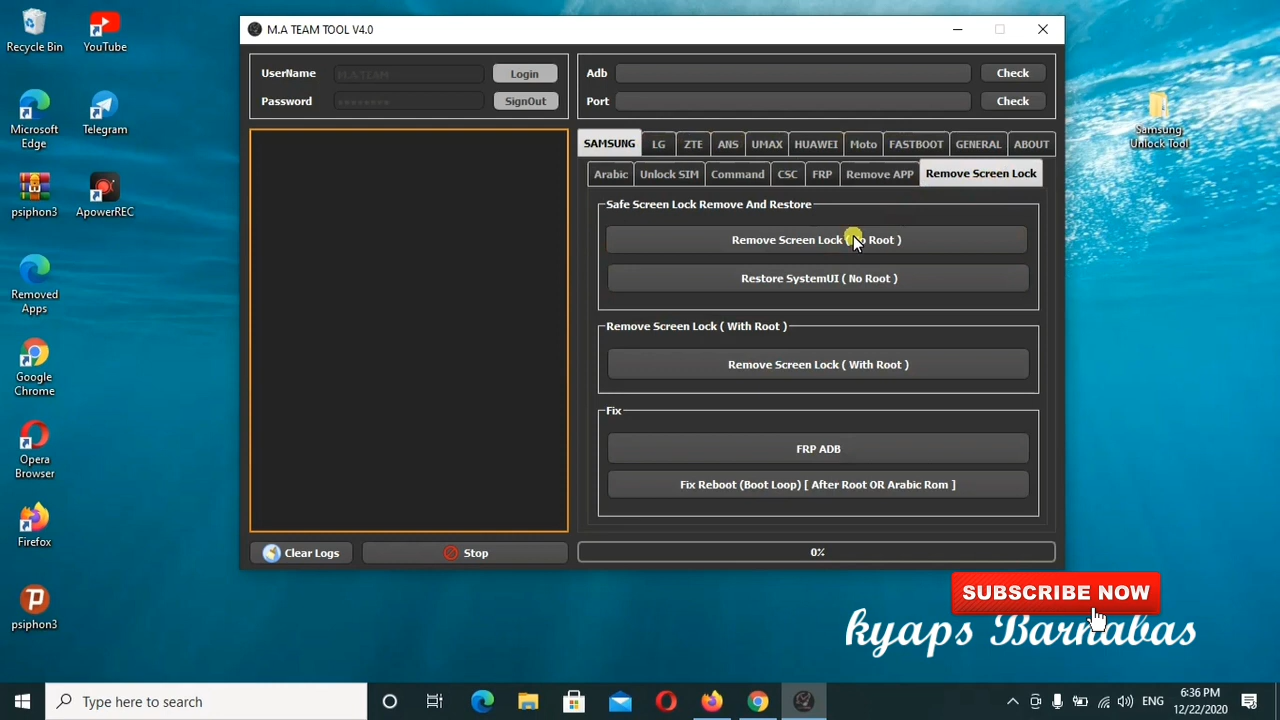 Recycle Bin
YouTube
Microsoft
Edge
Telegram
psiphon3
ApowerREC
Removed
Apps
Google
Chrome
Opera
Browser
Firefox
psiphon3
Samsung
Unlock Tool
M.A TEAM TOOL V4.0
UserName
M.A TEAM
Login
Password
********
SignOut
Adb
Check
Port
Check
SAMSUNG LG ZTE ANS UMAX HUAWEI Moto FASTBOOT GENERAL ABOUT
Arabic Unlock SIM Command CSC FRP Remove APP Remove Screen Lock
Safe Screen Lock Remove And Restore
Remove Screen Lock Root )
Restore SystemUI ( No Root )
Remove Screen Lock ( With Root )
Remove Screen Lock ( With Root )
Fix
FRP ADB
Fix Reboot (Boot Loop) [ After Root OR Arabic Rom ]
Clear Logs
Stop
0%
SUBSCRIBE NOW
kyaps Barnabas
Type here to search
ENG
6:36 PM
12/22/2020